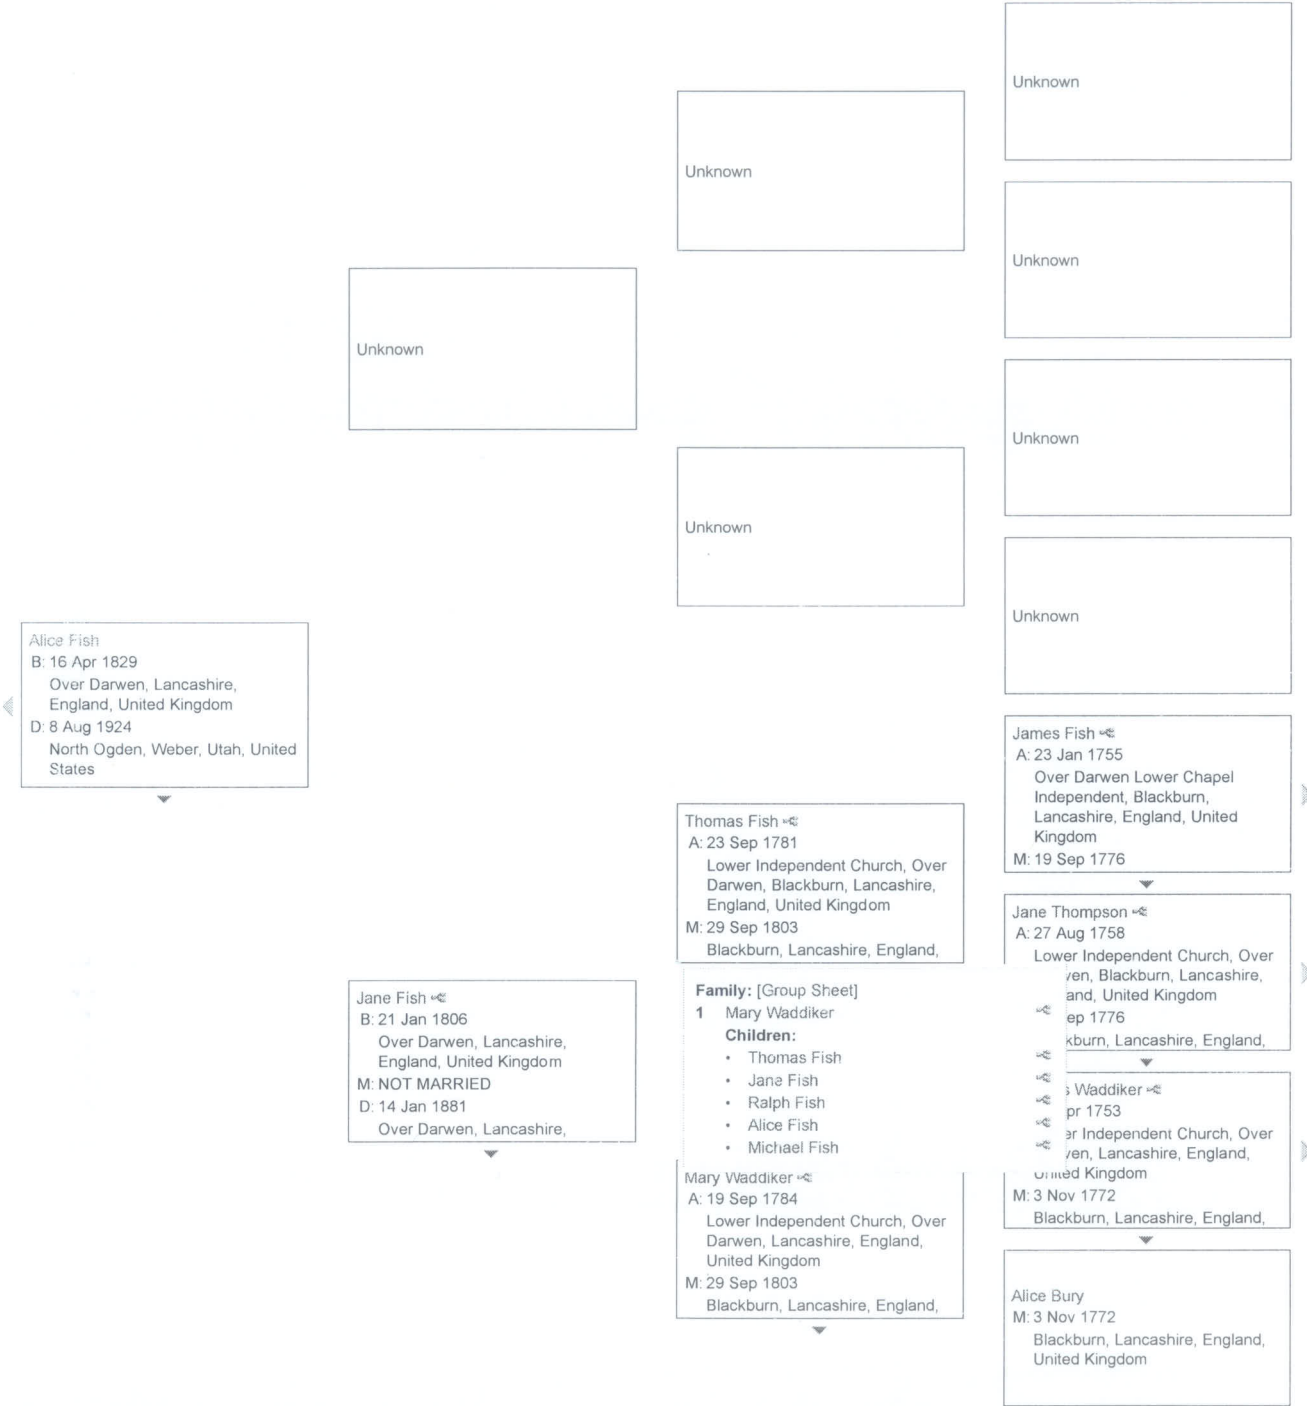 Unknown
Unknown
Unknown
Unknown
Unknown
Unknown
Unknown
Alice Fish
B: 16 Apr 1829
Over Darwen, Lancashire,
England, United Kingdom
D: 8 Aug 1924
North Ogden, Weber, Utah, United
States
Jane Fish
B: 21 Jan 1806
Over Darwen, Lancashire,
England, United Kingdom
M: NOT MARRIED
D: 14 Jan 1881
Over Darwen, Lancashire,
Thomas Fish
A: 23 Sep 1781
Lower Independent Church, Over
Darwen, Blackburn, Lancashire,
England, United Kingdom
M: 29 Sep 1803
Blackburn, Lancashire, England,
Family: [Group Sheet]
1 Mary Waddiker
Children:
• Thomas Fish
• Jane Fish
• Ralph Fish
• Alice Fish
• Michael Fish
Mary Waddiker
A: 19 Sep 1784
Lower Independent Church, Over
Darwen, Lancashire, England,
United Kingdom
M: 29 Sep 1803
Blackburn, Lancashire, England,
James Fish
A: 23 Jan 1755
Over Darwen Lower Chapel
Independent, Blackburn,
Lancashire, England, United
Kingdom
M: 19 Sep 1776
Jane Thompson
A: 27 Aug 1758
Lower Independent Church, Over
Blackburn, Lancashire,
United Kingdom
1776
Lancashire, England,
Waddiker
1753
Independent Church, Over
Lancashire, England,
United Kingdom
M: 3 Nov 1772
Blackburn, Lancashire, England,
Alice Bury
M: 3 Nov 1772
Blackburn, Lancashire, England,
United Kingdom